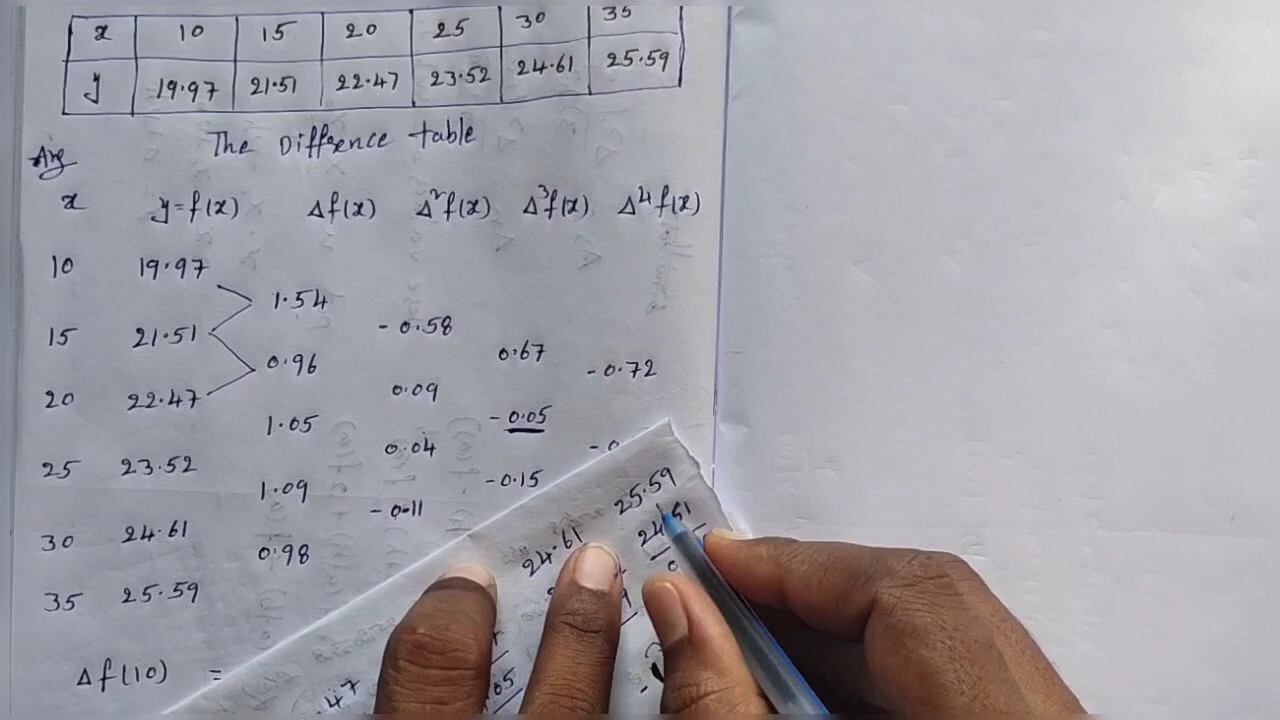 x 10 15 20 25 30 35
y 19.97 21.51 22.47 23.52 24.61 25.59
The Difference table
x y=f(x) Δf(x) Δ²f(x) Δ³f(x) Δ⁴f(x)
10 19.97
1.54
15 21.51 -0.58
0.96 0.67
20 22.47 0.09 -0.72
1.05 -0.05
25 23.52 0.04
1.09 -0.15
30 24.61 -0.11
0.98
35 25.59
Δf(10) =
25.59
24.61